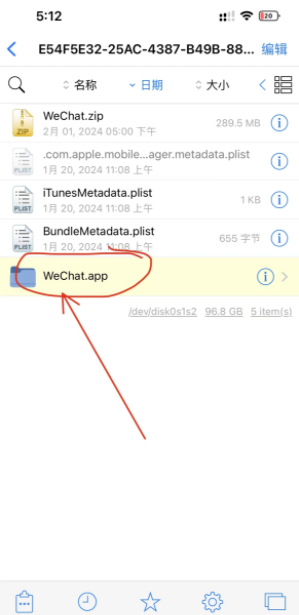 5:12
20
E54F5E32-25AC-4387-B49B-88... 编辑
名称 日期 大小
WeChat.zip
2月 01, 2024 05:00 下午
289.5 MB
ZIP
.com.apple.mobile...ager.metadata.plist
1月 20, 2024 11:08 上午
PLIST
iTunesMetadata.plist
1月 20, 2024 11:08 上午
1 KB
PLIST
BundleMetadata.plist
1月 20, 2024 11:08 上午
655 字节
PLIST
WeChat.app
/dev/disk0s1s2 96.8 GB 5 item(s)